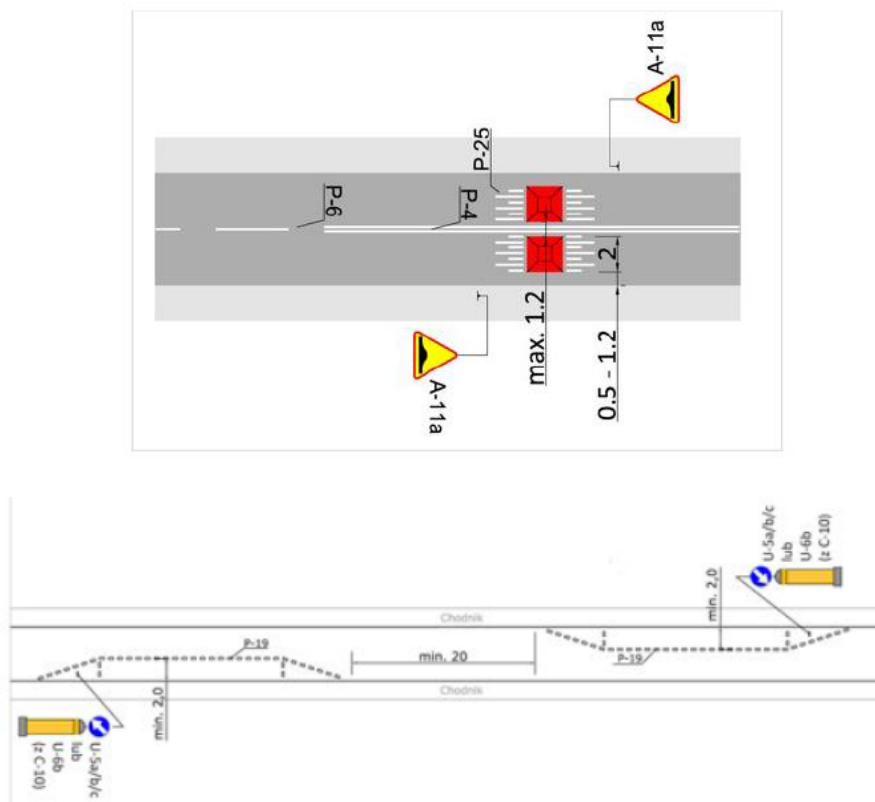 A-11a
P-25
P-6
P-4
2
max. 1.2
0.5 - 1.2
A-11a
U-5a/b/c
lub
U-6b
(z C-10)
min. 2,0
Chodnik
P-19
min. 20
P-19
Chodnik
min. 2,0
U-5a/b/c
lub
U-6b
(z C-10)